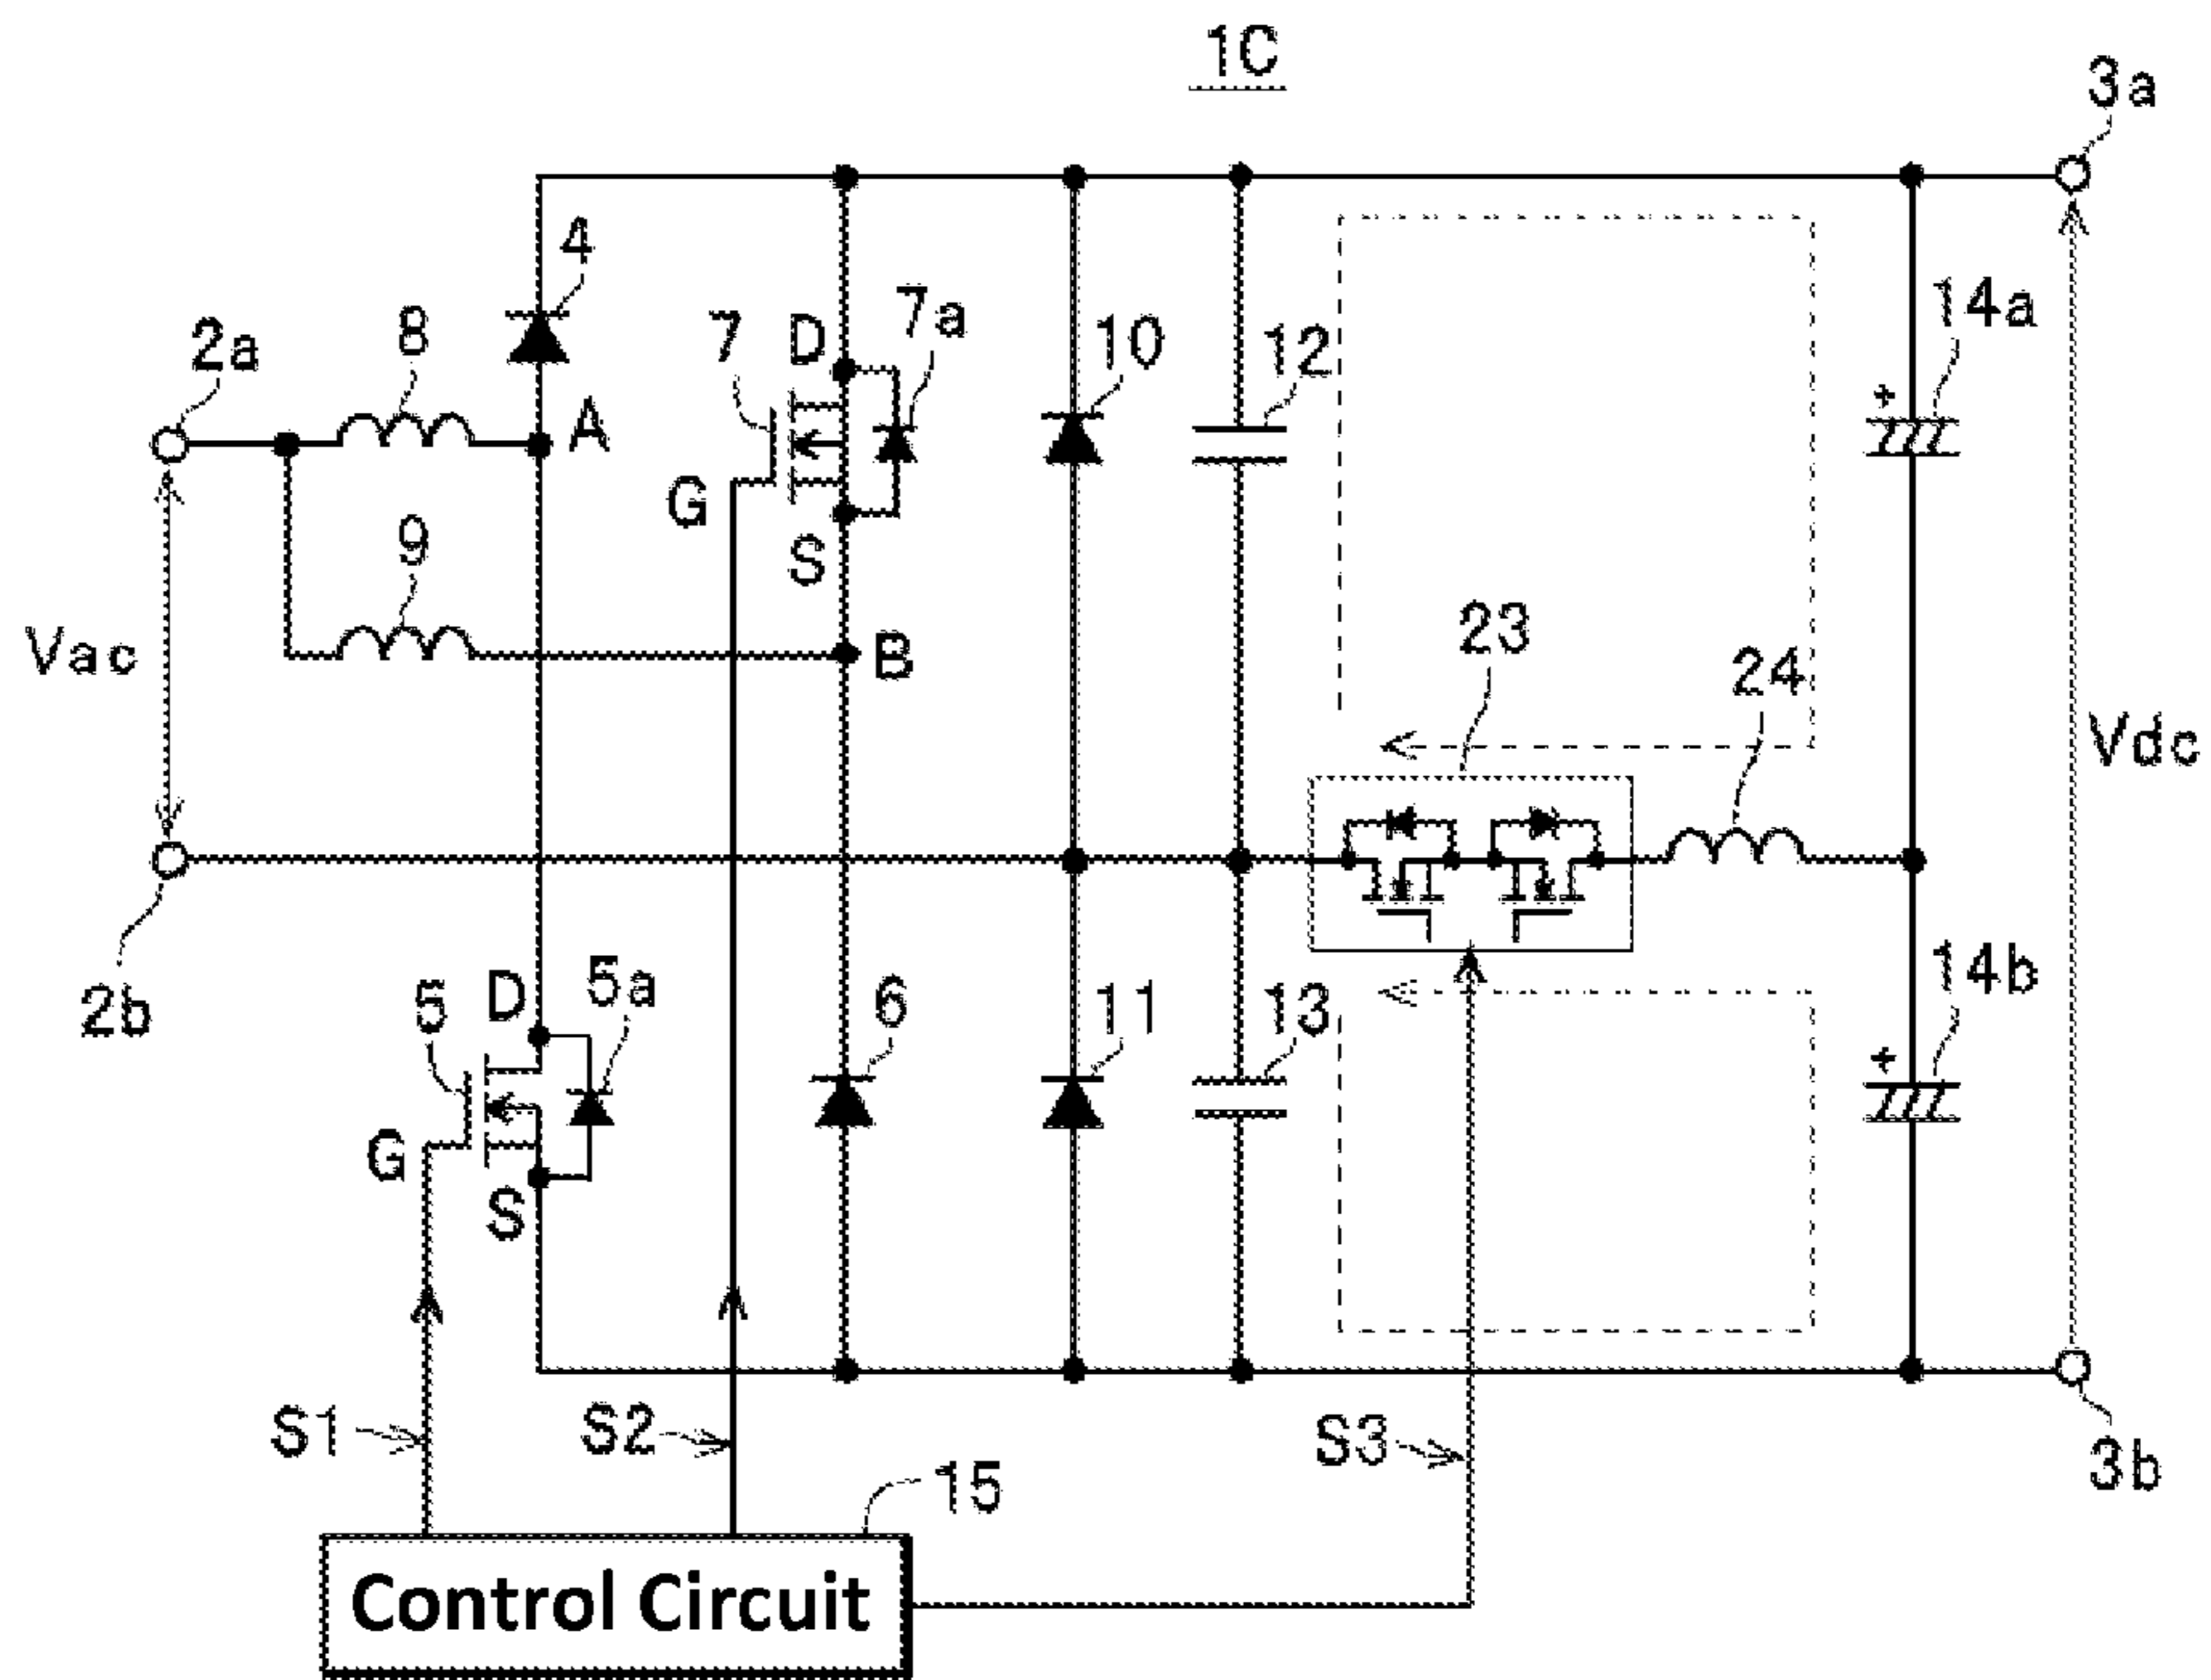 1C
3a
4
8
2a
7
D
7a
10
12
14a
+
A
G
9
S
23
Vac
B
24
Vdc
2b
5
D
5a
6
11
13
14b
+
G
S
S1
S2
S3
15
3b
Control Circuit